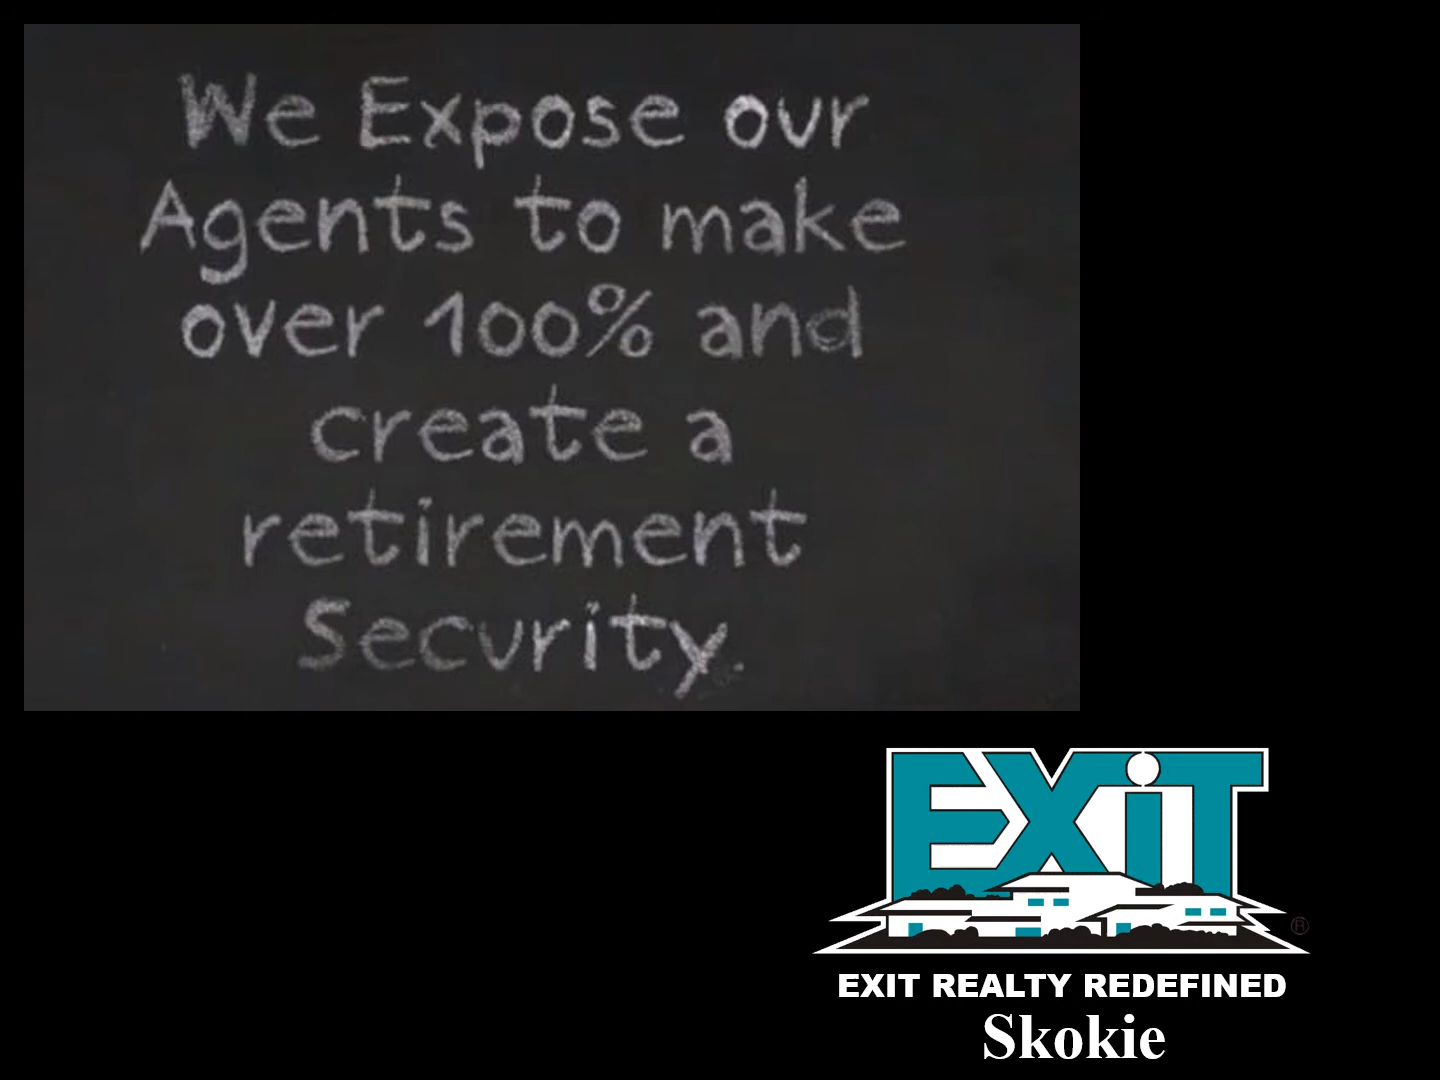 We Expose our
Agents to make
over 100% and
create a
retirement
Security.
EXiT
®
EXIT REALTY REDEFINED
Skokie